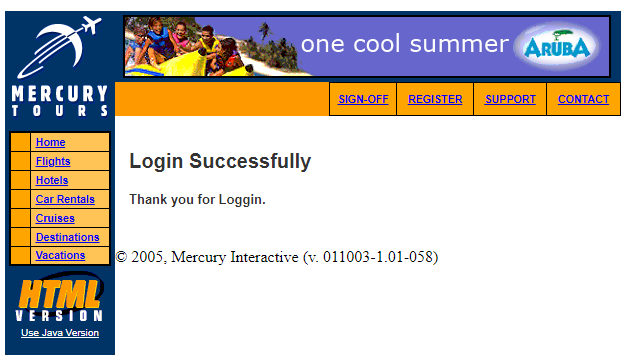 one cool summer ARUBA
MERCURY
TOURS
SIGN-OFF REGISTER SUPPORT CONTACT
Home
Flights
Hotels
Car Rentals
Cruises
Destinations
Vacations
HTML
VERSION
Use Java Version
Login Successfully
Thank you for Loggin.
© 2005, Mercury Interactive (v. 011003-1.01-058)